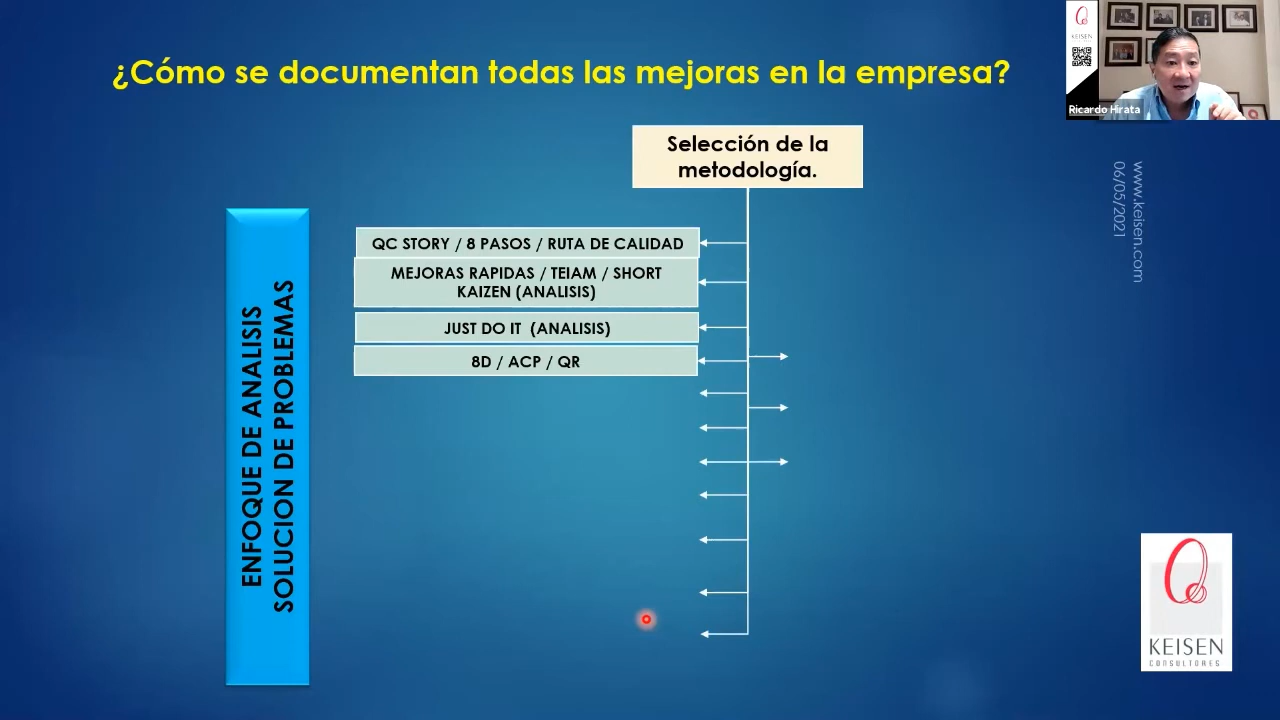 ¿Cómo se documentan todas las mejoras en la empresa?
KEISEN
Ricardo Hirata
Selección de la
metodología.
www.keisen.com
06/05/2021
ENFOQUE DE ANALISIS
SOLUCION DE PROBLEMAS
QC STORY / 8 PASOS / RUTA DE CALIDAD
MEJORAS RAPIDAS / TEIAM / SHORT
KAIZEN (ANALISIS)
JUST DO IT (ANALISIS)
8D / ACP / QR
KEISEN
CONSULTORES